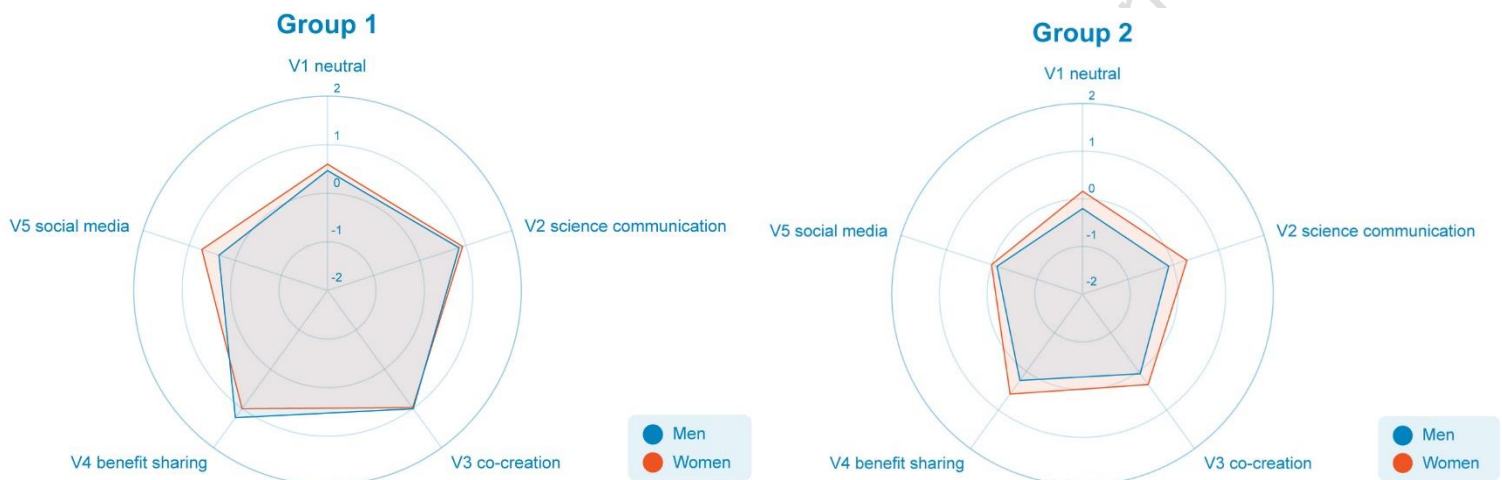 Group 1
V1 neutral
2
1
0
-1
-2
V5 social media
V2 science communication
V4 benefit sharing
V3 co-creation
Men
Women
Group 2
V1 neutral
2
1
0
-1
-2
V5 social media
V2 science communication
V4 benefit sharing
V3 co-creation
Men
Women